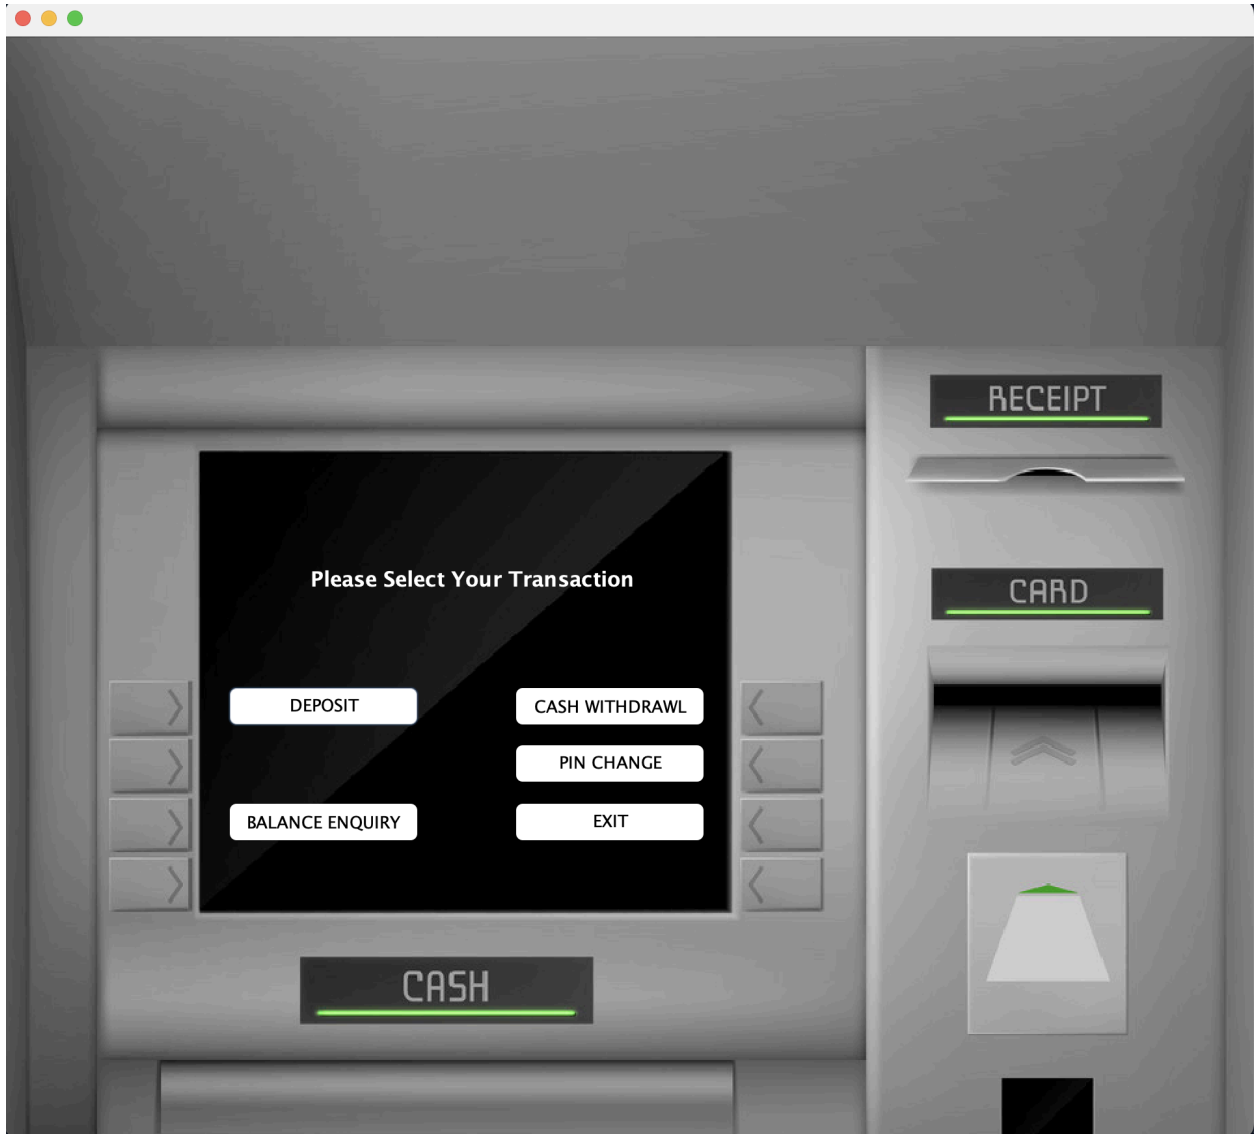 RECEIPT
Please Select Your Transaction
CARD
DEPOSIT
CASH WITHDRAWL
PIN CHANGE
BALANCE ENQUIRY
EXIT
CASH